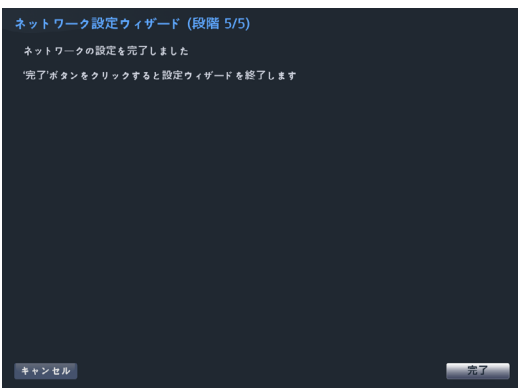 ネットワーク設定ウィザード (段階 5/5)
ネットワークの設定を完了しました
'完了'ボタンをクリックすると設定ウィザードを終了します
キャンセル
完了